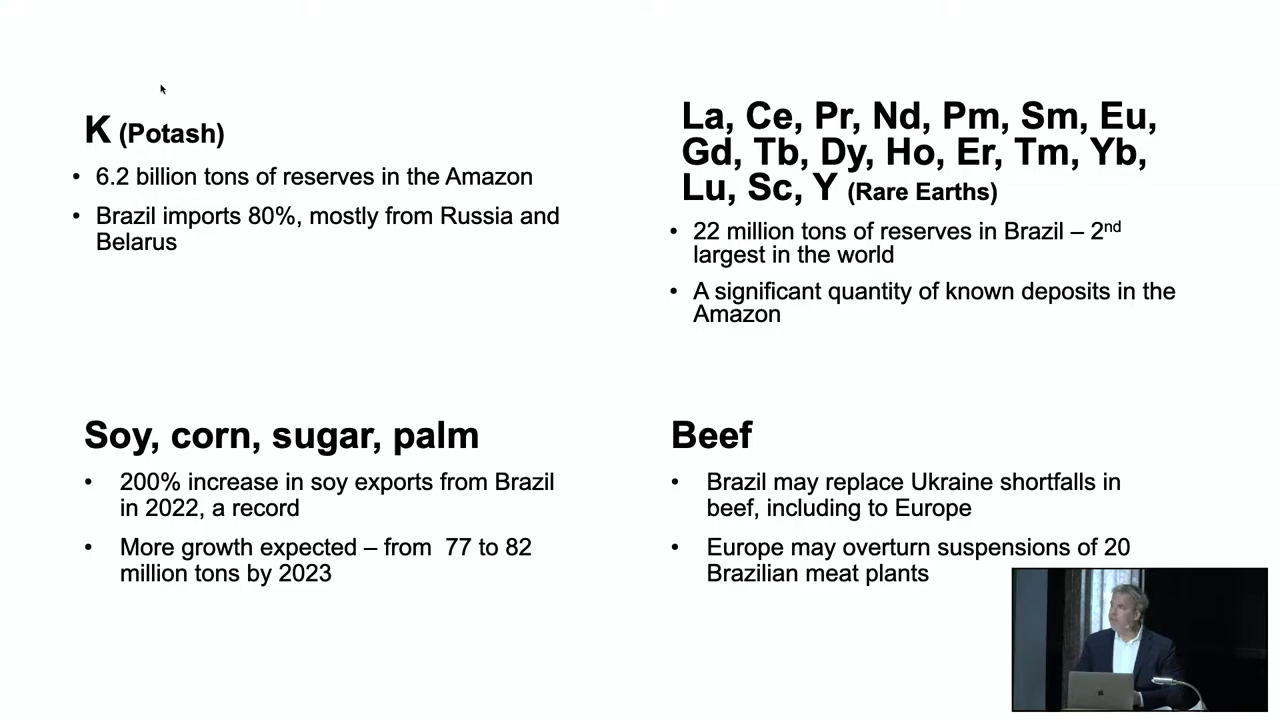 K (Potash)
• 6.2 billion tons of reserves in the Amazon
• Brazil imports 80%, mostly from Russia and
Belarus
La, Ce, Pr, Nd, Pm, Sm, Eu,
Gd, Tb, Dy, Ho, Er, Tm, Yb,
Lu, Sc, Y (Rare Earths)
• 22 million tons of reserves in Brazil – 2nd
largest in the world
• A significant quantity of known deposits in the
Amazon
Soy, corn, sugar, palm
• 200% increase in soy exports from Brazil
in 2022, a record
• More growth expected – from  77 to 82
million tons by 2023
Beef
• Brazil may replace Ukraine shortfalls in
beef, including to Europe
• Europe may overturn suspensions of 20
Brazilian meat plants